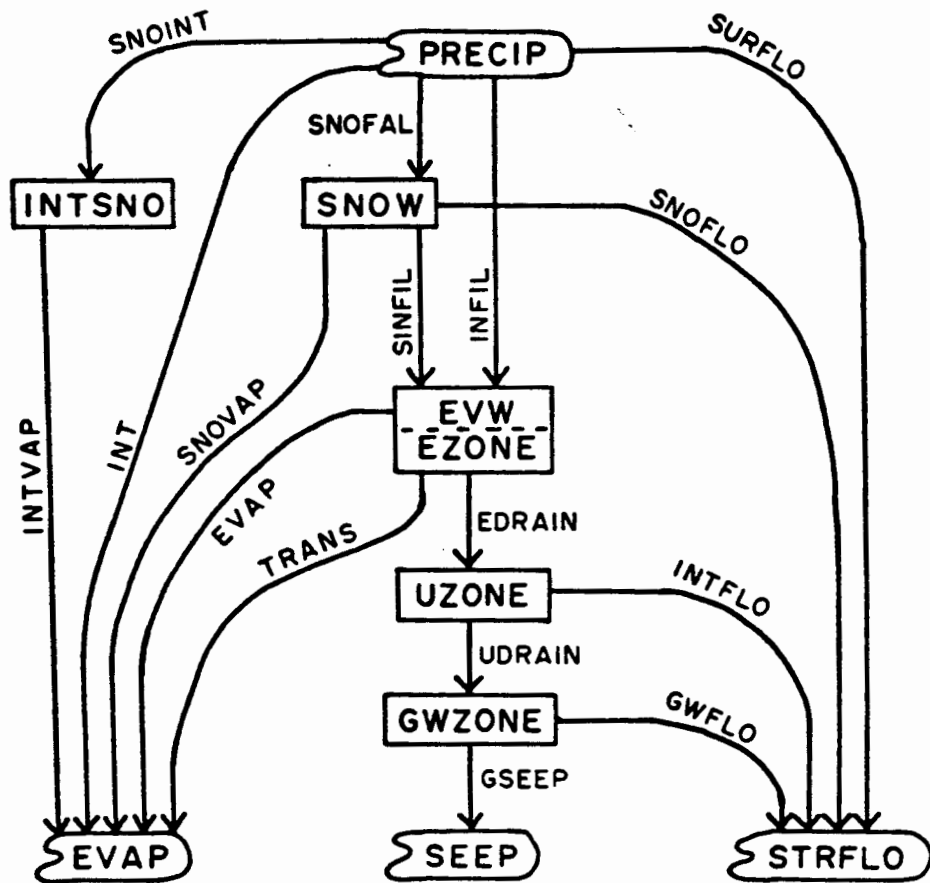 SNOINT
PRECIP
SURFLO
SNOFAL
INTSNO
SNOW
SNOFLO
SINFIL
INFIL
EVW
EZONE
INTVAP
INT
SNOVAP
EVAP
TRANS
EDRAIN
UZONE
INTFLO
UDRAIN
GWZONE
GWFLO
GSEEP
EVAP
SEEP
STRFLO